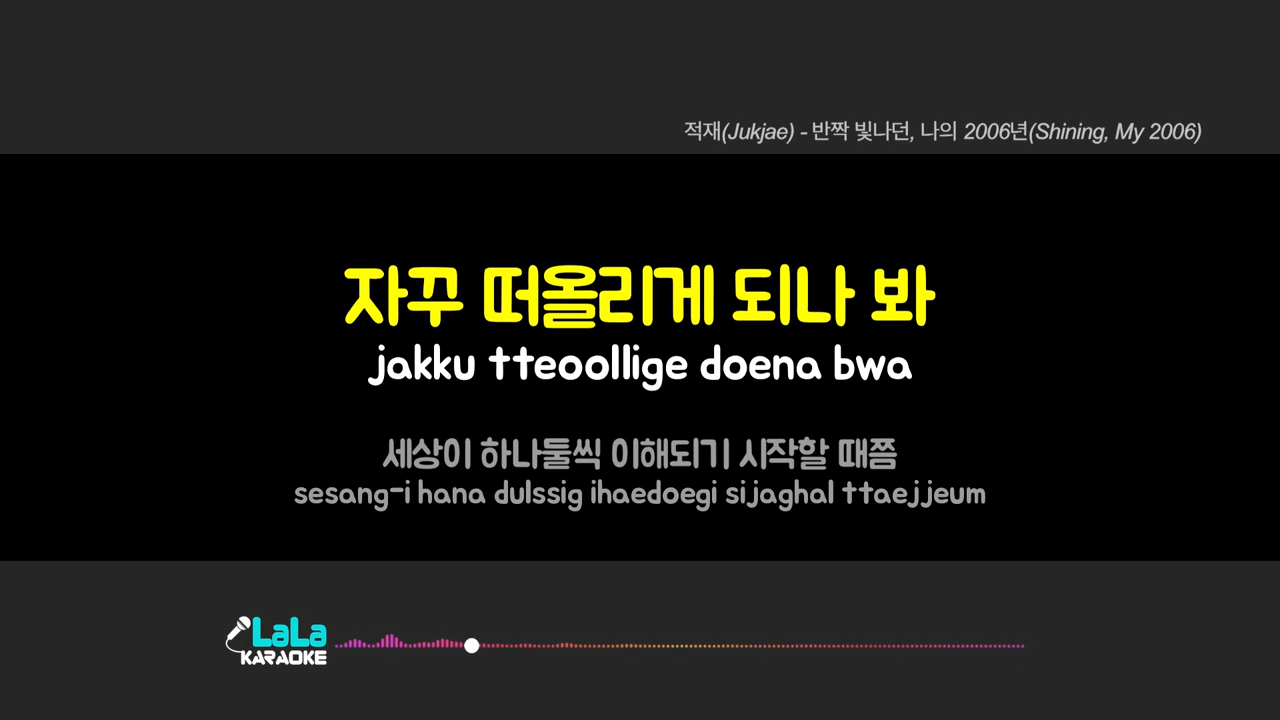 적재(Jukjae) - 반짝 빛나던, 나의 2006년(Shining, My 2006)
자꾸 떠올리게 되나 봐
jakku tteoollige doena bwa
세상이 하나둘씩 이해되기 시작할 때쯤
sesang-i hana dulssig ihaedoegi sijaghal ttaejjeum
LaLa
KARAOKE